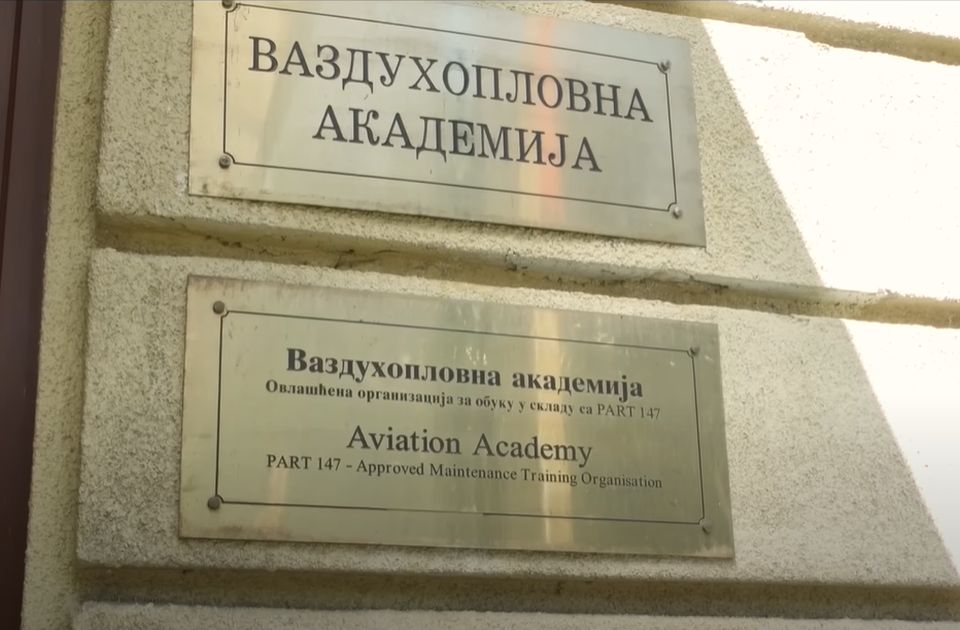 ВАЗДУХОПЛОВНА
АКАДЕМИЈА
Ваздухопловна академија
Овлашћена организација за обуку у складу са PART 147
Aviation Academy
PART 147 - Approved Maintenance Training Organisation